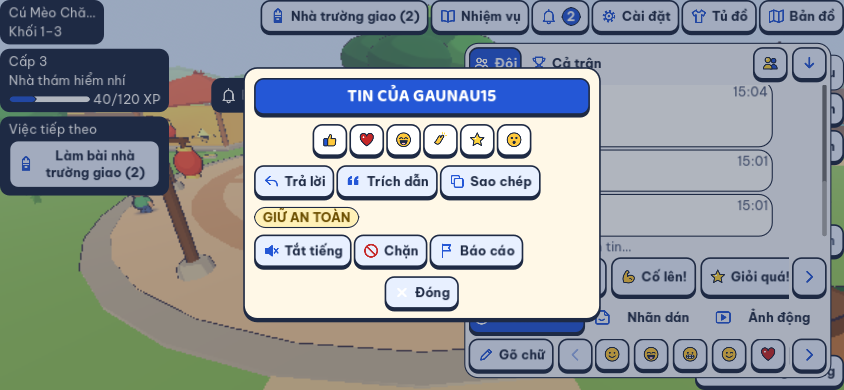 Cú Mèo Chă...
Khối 1–3
Nhà trường giao (2)
Nhiệm vụ
2
Cài đặt
Tủ đồ
Bản đồ
Cấp 3
Nhà thám hiểm nhí
40/120 XP
Việc tiếp theo
Làm bài nhà
trường giao (2)
Đội
Cả trận
15:04
15:01
15:01
TIN CỦA GAUNAU15
Trả lời
Trích dẫn
Sao chép
GIỮ AN TOÀN
Tắt tiếng
Chặn
Báo cáo
Đóng
tin...
Cố lên!
Giỏi quá!
Nhãn dán
Ảnh động
Gõ chữ